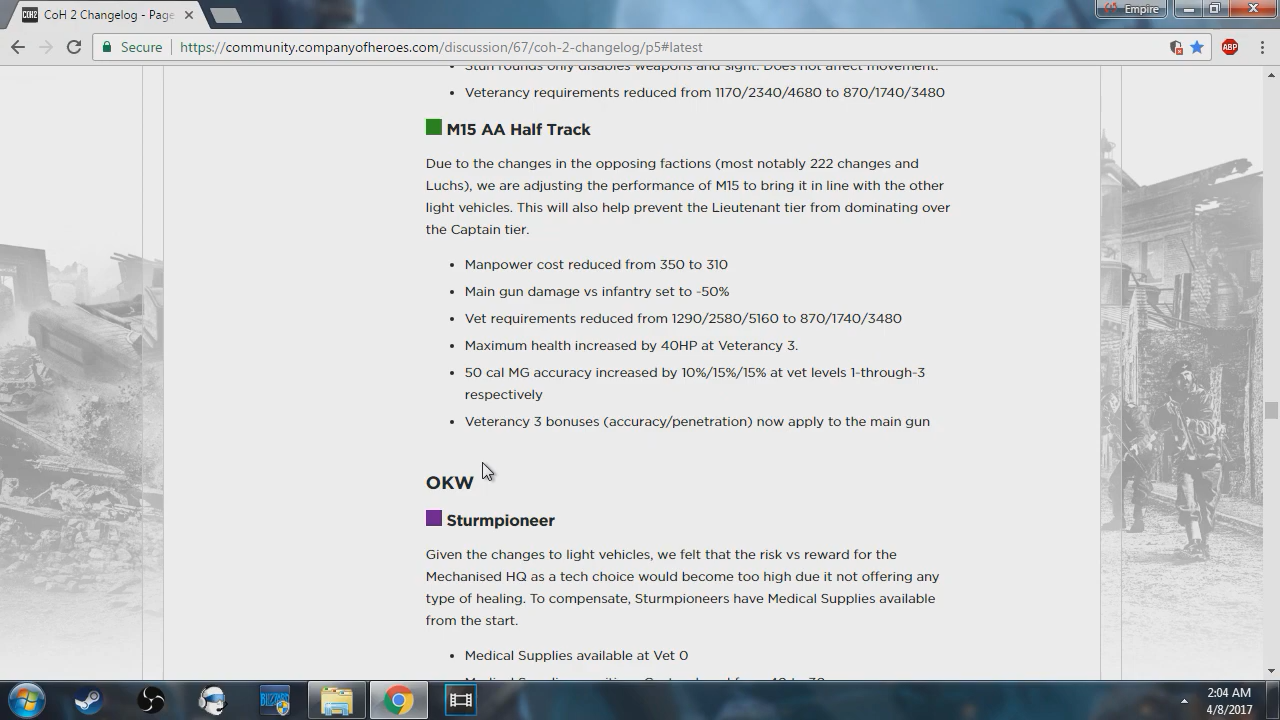 CoH 2 Changelog - Page
Empire
Secure
https://community.companyofheroes.com/discussion/67/coh-2-changelog/p5#latest
ABP
• Stun rounds only disables weapons and sight. Does not affect movement.
• Veterancy requirements reduced from 1170/2340/4680 to 870/1740/3480
M15 AA Half Track
Due to the changes in the opposing factions (most notably 222 changes and
Luchs), we are adjusting the performance of M15 to bring it in line with the other
light vehicles. This will also help prevent the Lieutenant tier from dominating over
the Captain tier.
• Manpower cost reduced from 350 to 310
• Main gun damage vs infantry set to -50%
• Vet requirements reduced from 1290/2580/5160 to 870/1740/3480
• Maximum health increased by 40HP at Veterancy 3.
• 50 cal MG accuracy increased by 10%/15%/15% at vet levels 1-through-3
respectively
• Veterancy 3 bonuses (accuracy/penetration) now apply to the main gun
OKW
Sturmpioneer
Given the changes to light vehicles, we felt that the risk vs reward for the
Mechanised HQ as a tech choice would become too high due it not offering any
type of healing. To compensate, Sturmpioneers have Medical Supplies available
from the start.
• Medical Supplies available at Vet 0
2:04 AM
4/8/2017